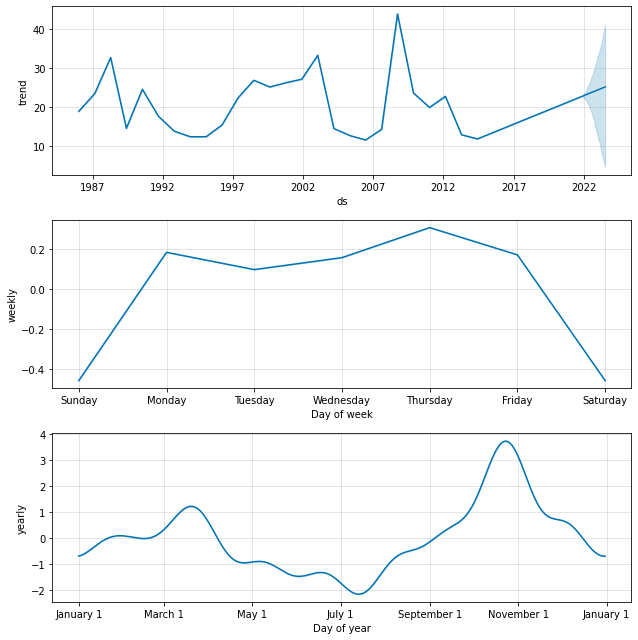 40
30
20
10
trend
1987 1992 1997 2002 2007 2012 2017 2022
ds
0.2
0.0
−0.2
−0.4
weekly
Sunday Monday Tuesday Wednesday Thursday Friday Saturday
Day of week
4
3
2
1
0
−1
−2
yearly
January 1 March 1 May 1 July 1 September 1 November 1 January 1
Day of year